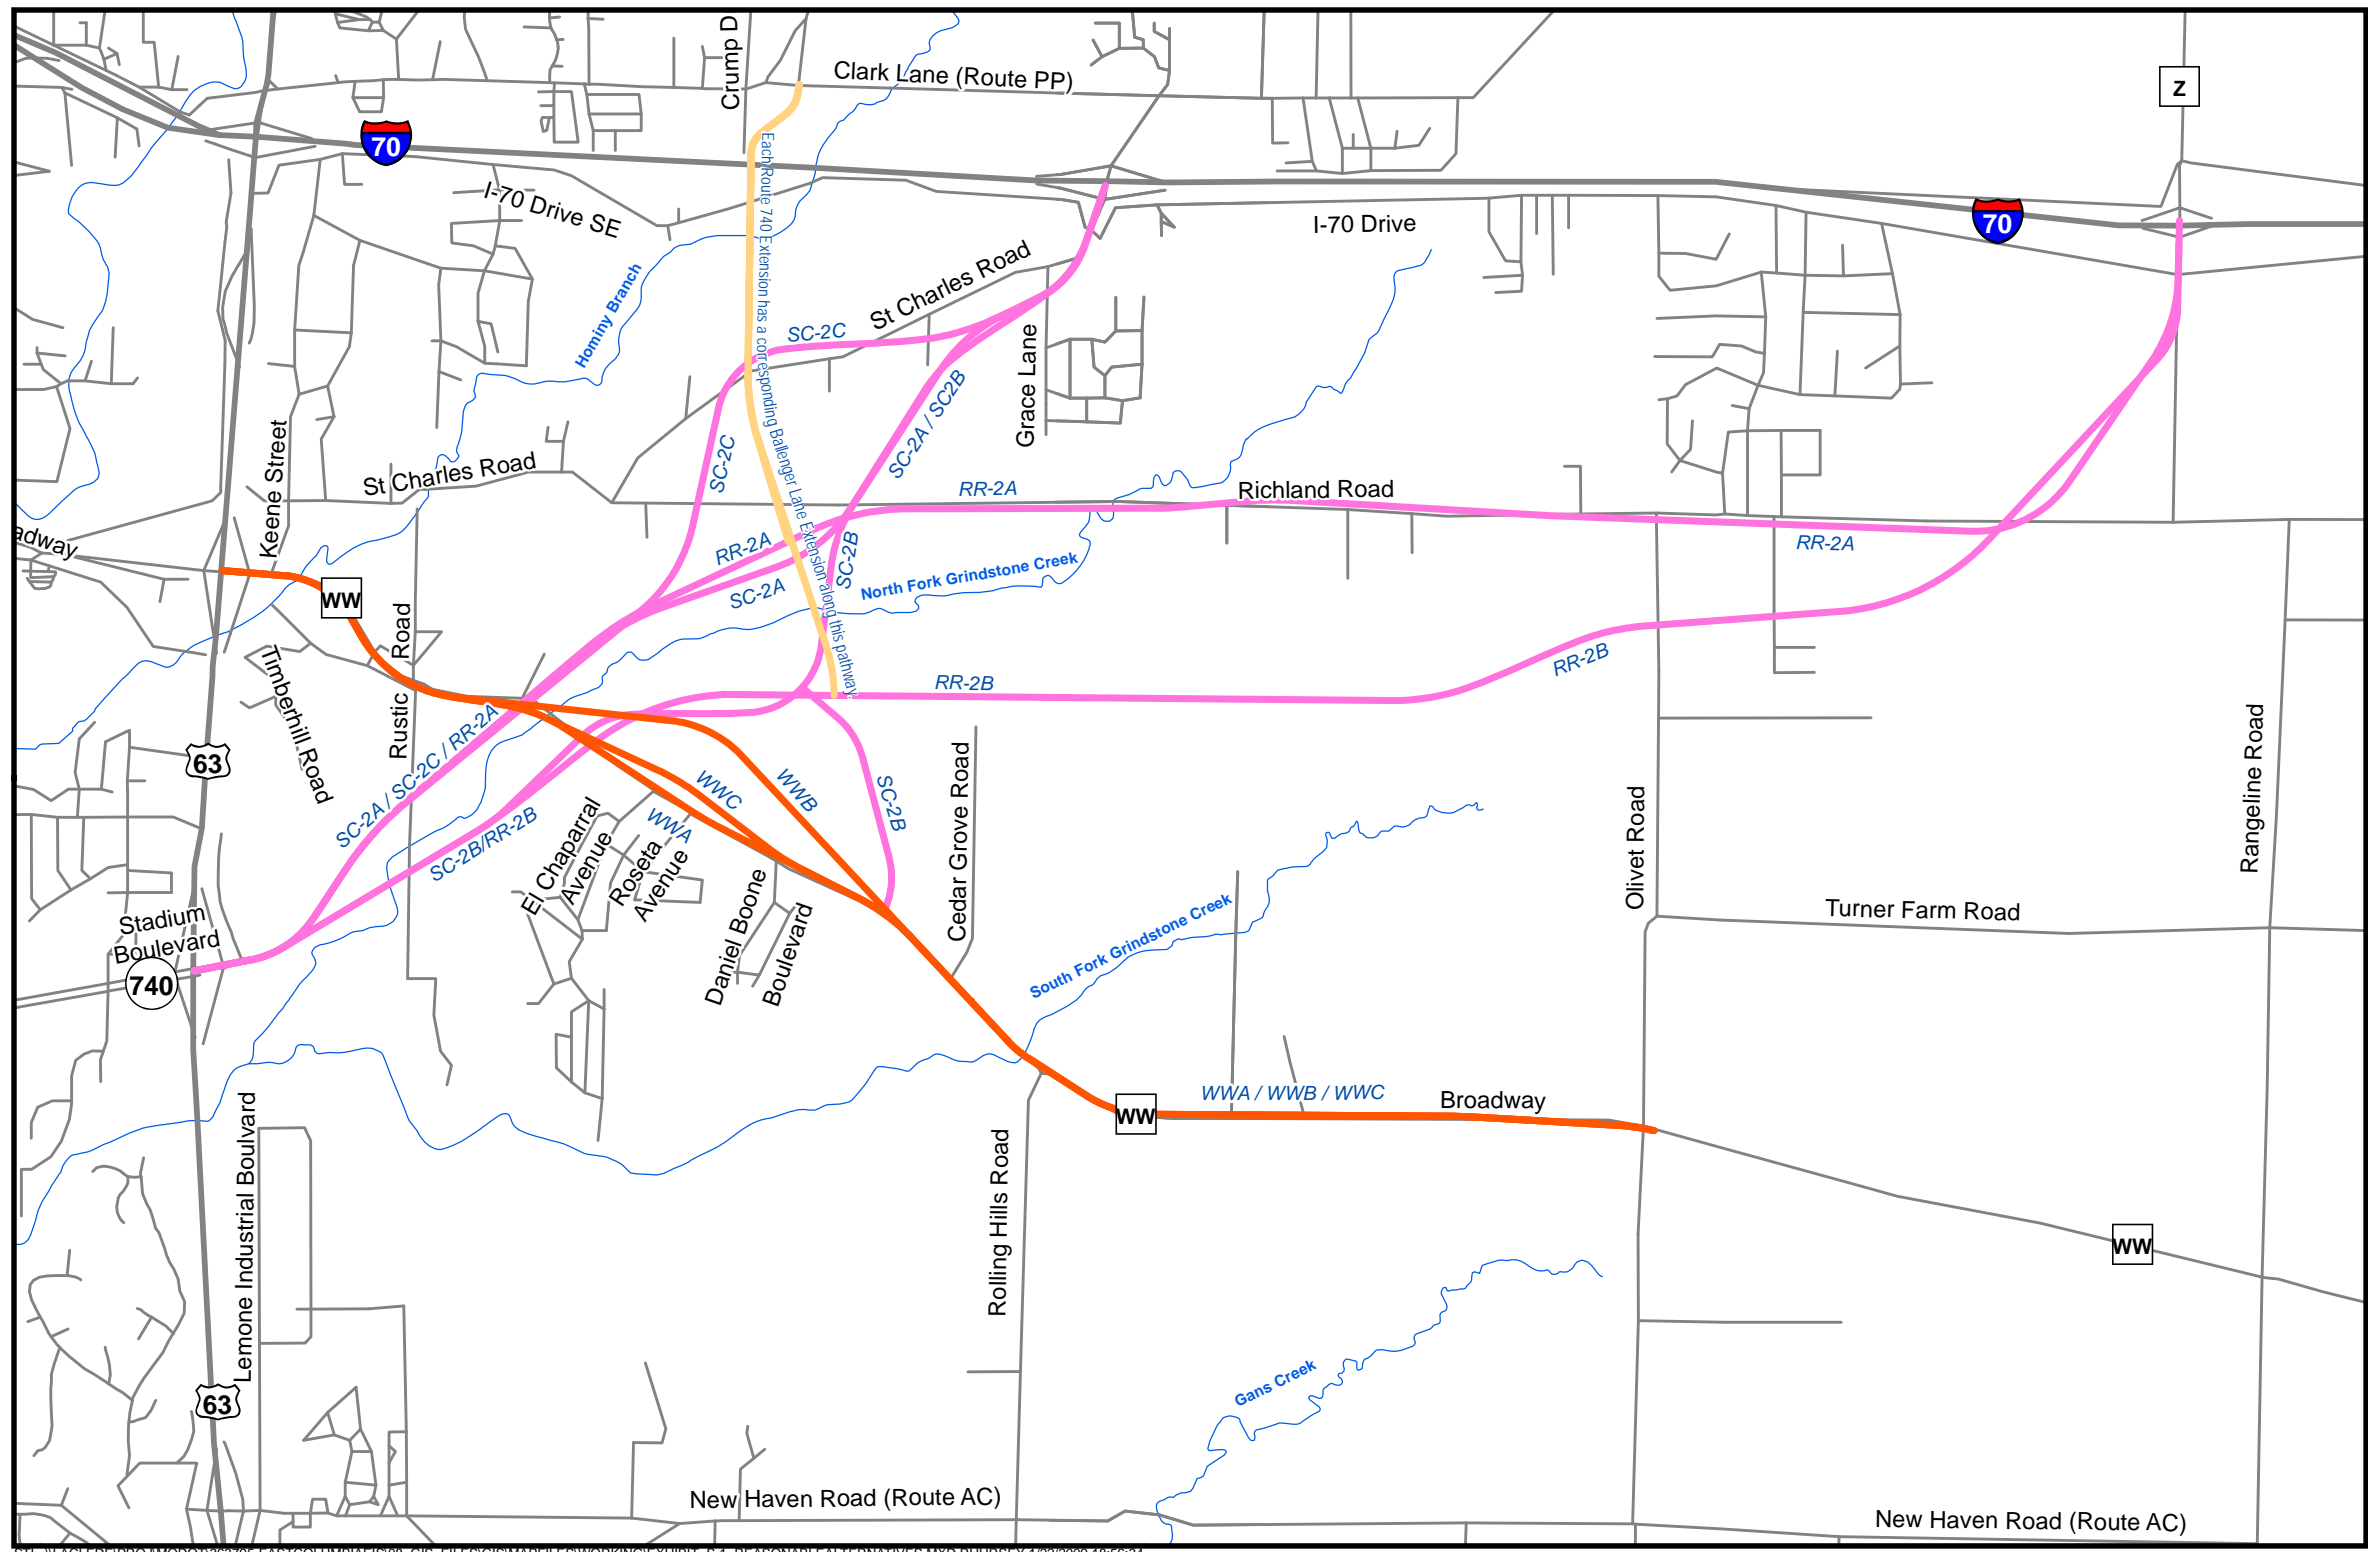 Crump D
Clark Lane (Route PP)
Z
70
I-70 Drive SE
Each Route 740 Extension has a corresponding Ballenger Lane Extension along this pathway.
I-70 Drive
70
Hominy Branch
St Charles Road
SC-2C
Grace Lane
SC-2A / SC2B
SC-2C
Keene Street
St Charles Road
RR-2A
Richland Road
adway
RR-2A
SC-2B
RR-2A
SC-2A
North Fork Grindstone Creek
WW
Rustic Road
Timberhill Road
RR-2B
RR-2B
63
SC-2A / SC-2C / RR-2A
SC-2B/RR-2B
WWC
WWB
WWA
SC-2B
Cedar Grove Road
Olivet Road
Rangeline Road
El Chaparral
Avenue
Roseta
Avenue
Daniel Boone
Boulevard
Stadium
Boulevard
740
Turner Farm Road
South Fork Grindstone Creek
WW
WWA / WWB / WWC
Broadway
Lemone Industrial Boulvard
Rolling Hills Road
WW
Gans Creek
63
New Haven Road (Route AC)
New Haven Road (Route AC)